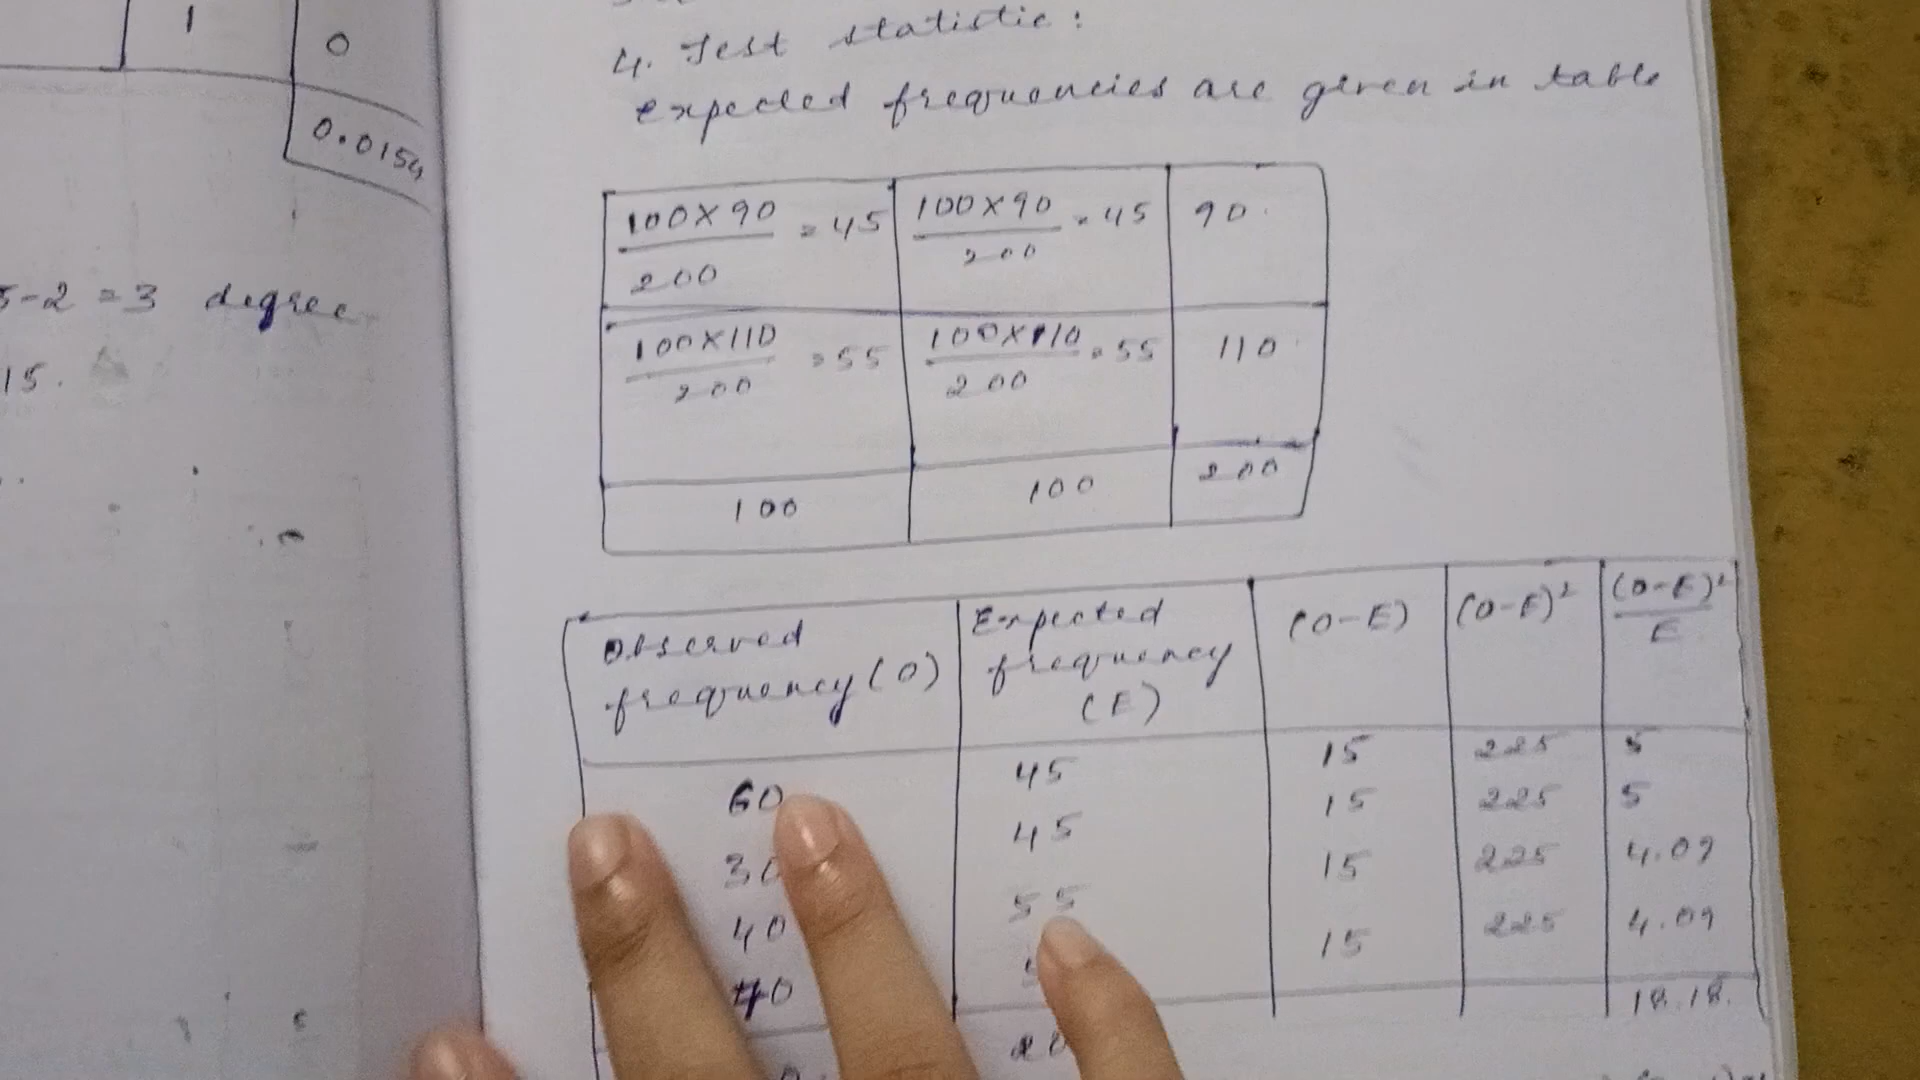 1 0
0.0154
5-2 = 3 degree
15.
4. Test statistic :
expected frequencies are given in table
100 X 90 / 200 = 45 100 X 90 / 200 = 45 90
100 X 110 / 200 = 55 100 X 110 / 200 = 55 110
100 100 200
Observed frequency (O) Expected frequency (E) (O-E) (O-E)² (O-E)² / E
60 45 15 225 5
30 45 15 225 5
40 55 15 225 4.09
70 15 225 4.09
18.18.